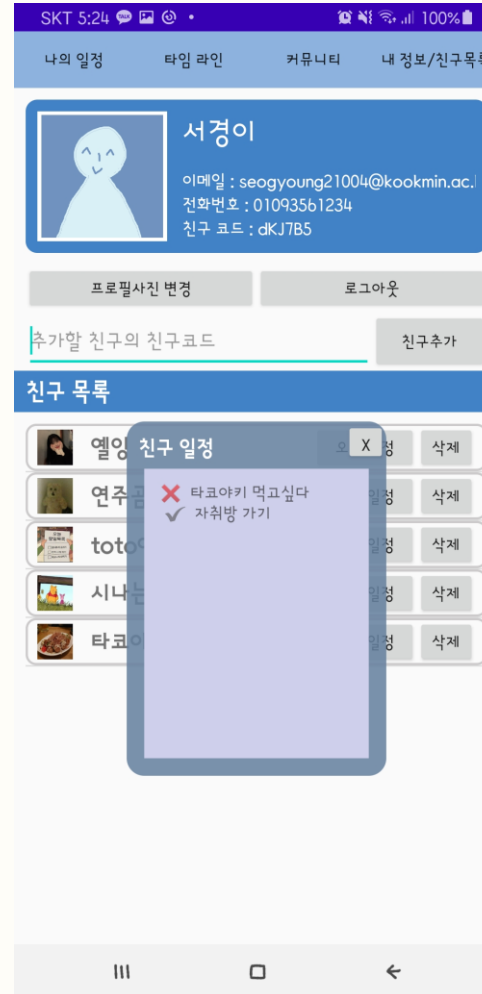 SKT 5:24 100%
나의 일정 타임 라인 커뮤니티 내 정보/친구목
서경이
이메일 : seogyoung21004@kookmin.ac.
전화번호 : 01093561234
친구 코드 : dKJ7B5
프로필사진 변경 로그아웃
추가할 친구의 친구코드 친구추가
친구 목록
친구 일정 X
옐잉 삭제
타코야키 먹고싶다
연주 일정 삭제
자취방 가기
toto 일정 삭제
시나는 일정 삭제
타코야 일정 삭제